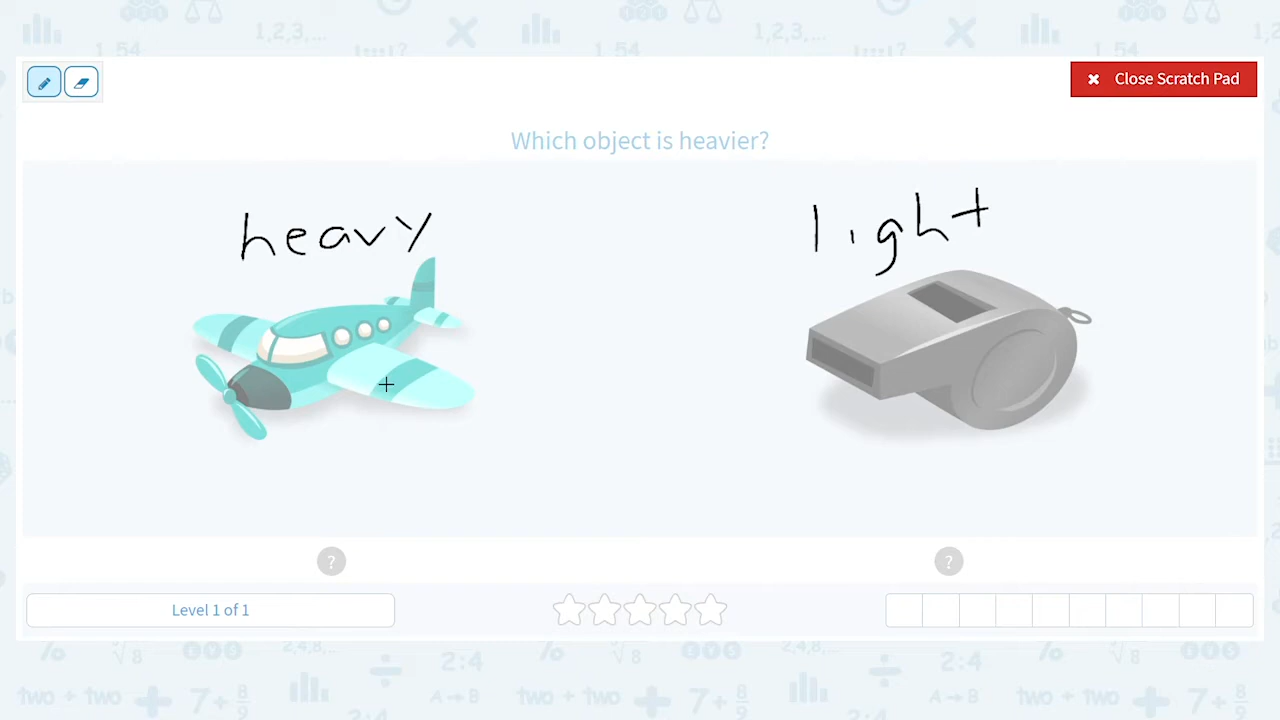 Close Scratch Pad
Which object is heavier?
heavy
light
?
?
Level 1 of 1